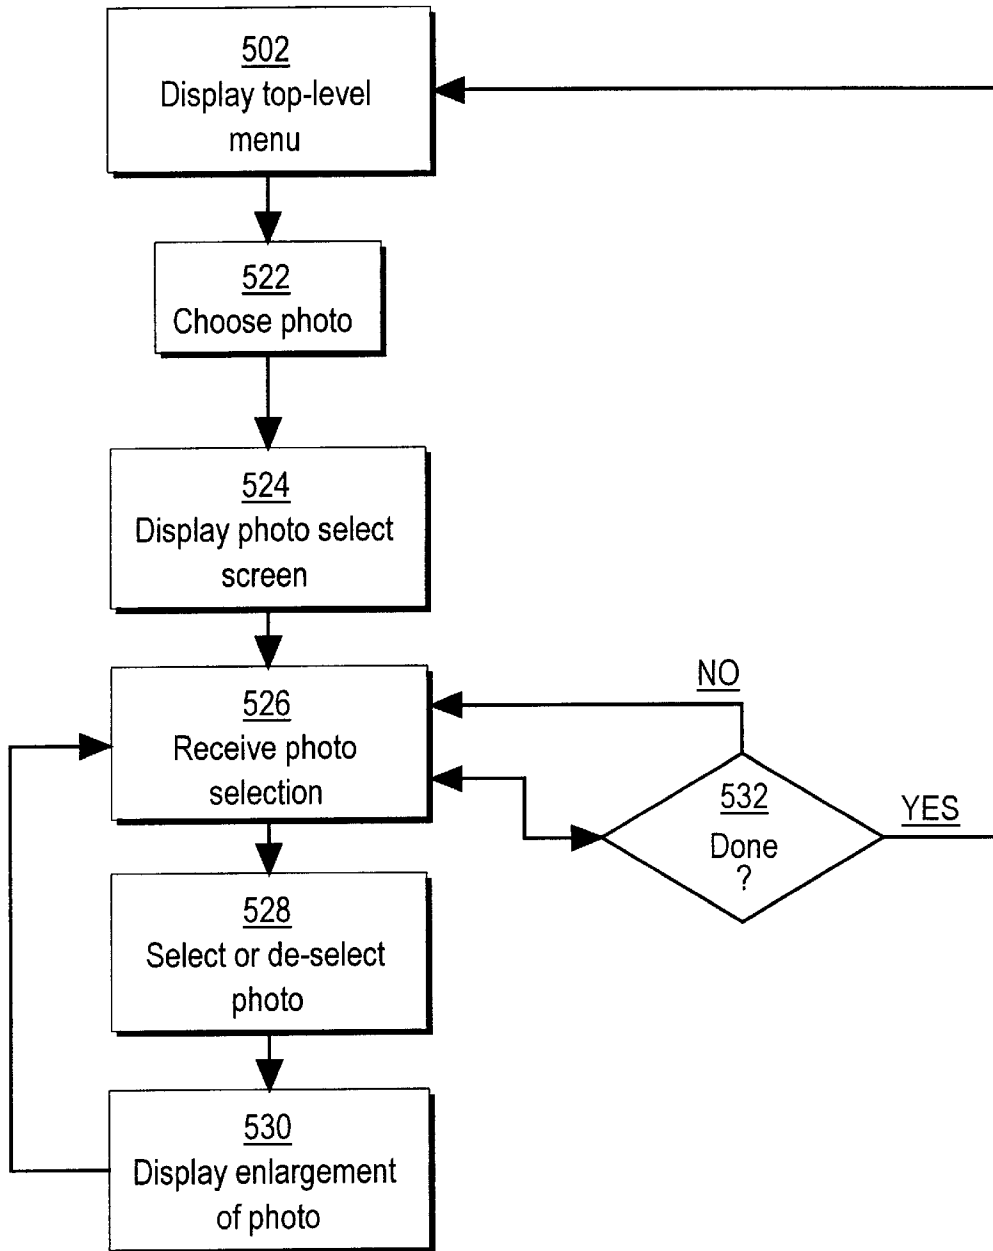 502
Display top-level
menu
522
Choose photo
524
Display photo select
screen
526
Receive photo
selection
NO
532
Done
?
YES
528
Select or de-select
photo
530
Display enlargement
of photo